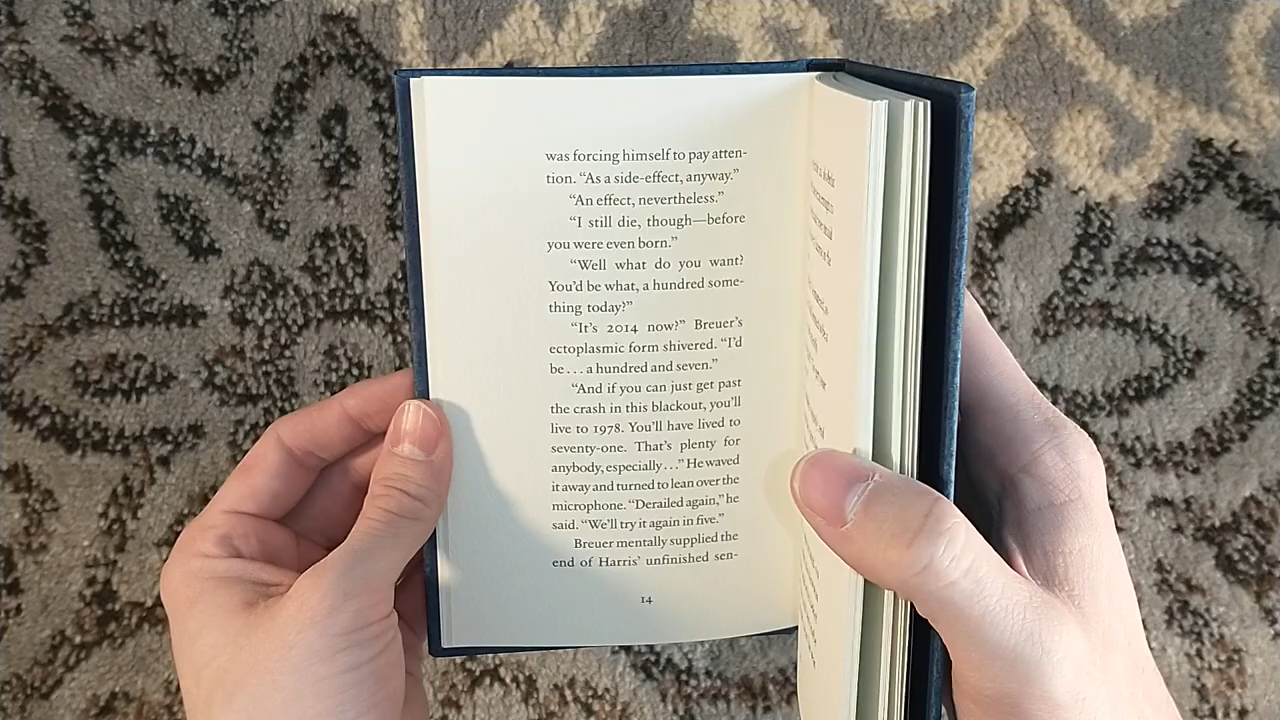 was forcing himself to pay atten-
tion. “As a side-effect, anyway.”
“An effect, nevertheless.”
“I still die, though—before
you were even born.”
“Well what do you want?
You’d be what, a hundred some-
thing today?”
“It’s 2014 now?” Breuer’s
ectoplasmic form shivered. “I’d
be . . . a hundred and seven.”
“And if you can just get past
the crash in this blackout, you’ll
live to 1978. You’ll have lived to
seventy-one. That’s plenty for
anybody, especially . . .” He waved
it away and turned to lean over the
microphone. “Derailed again,” he
said. “We’ll try it again in five.”
Breuer mentally supplied the
end of Harris’ unfinished sen-
14